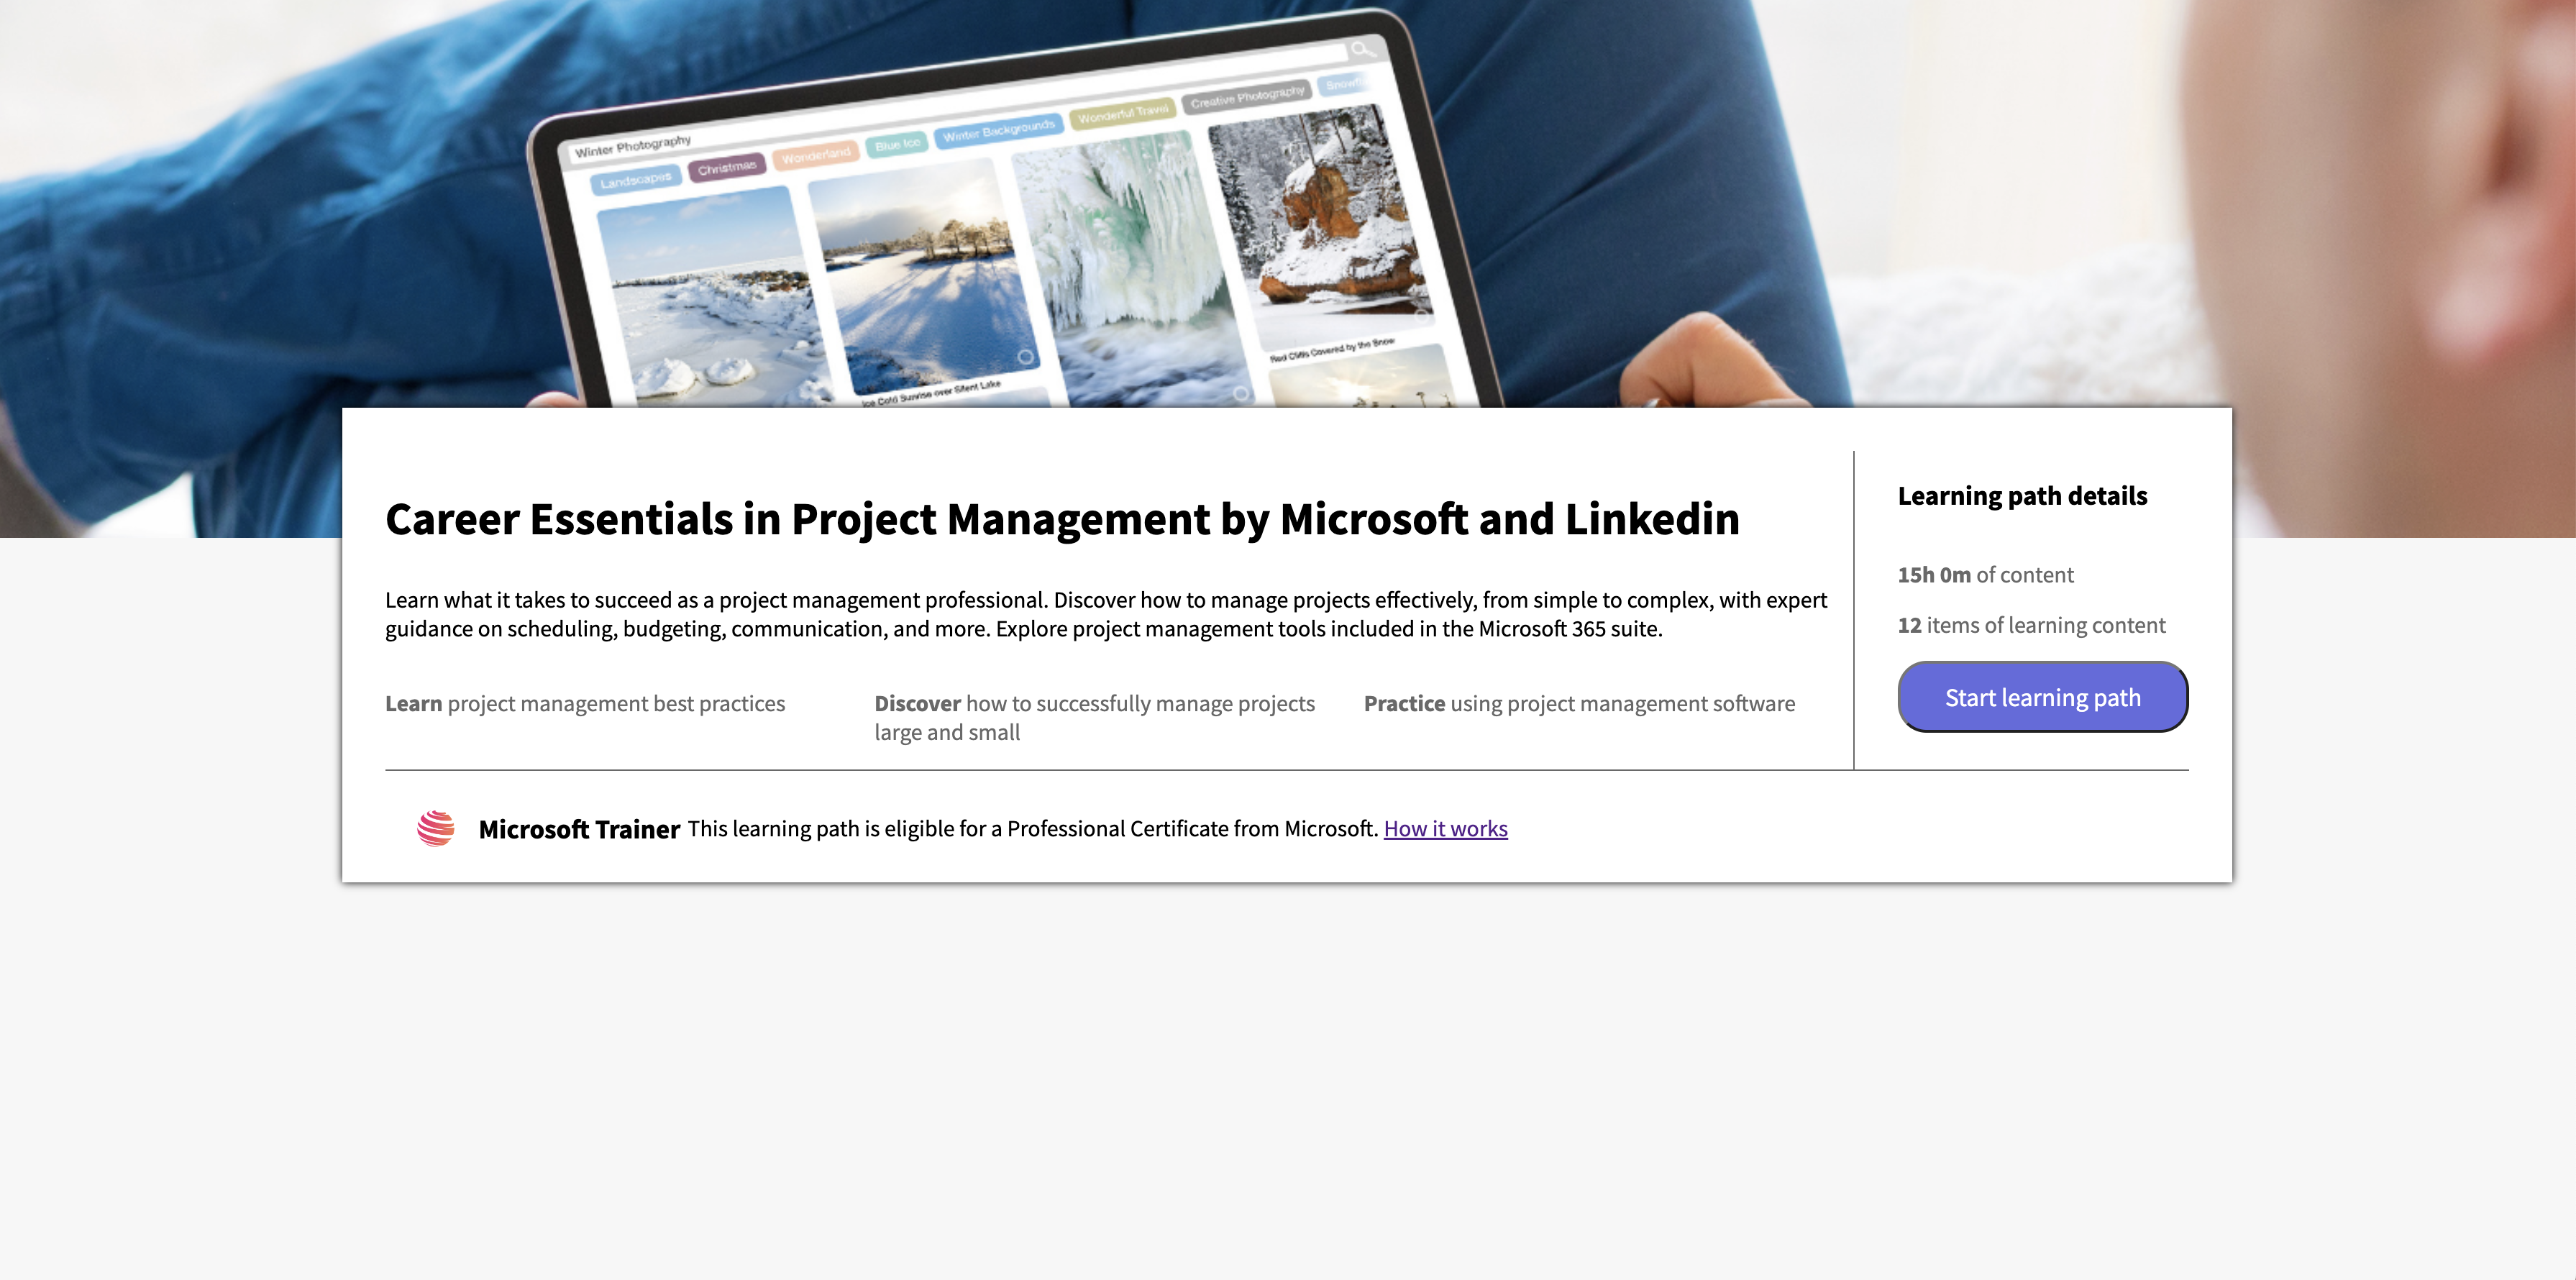 Winter Photography
Landscapes
Christmas
Wonderland
Blue Ice
Winter Backgrounds
Wonderful Travel
Creative Photography
Ice Cold Sunrise over Silent Lake
Red Cliffs Covered by the Snow
Career Essentials in Project Management by Microsoft and Linkedin
Learn what it takes to succeed as a project management professional. Discover how to manage projects effectively, from simple to complex, with expert
guidance on scheduling, budgeting, communication, and more. Explore project management tools included in the Microsoft 365 suite.
Learn project management best practices
Discover how to successfully manage projects
large and small
Practice using project management software
Learning path details
15h 0m of content
12 items of learning content
Start learning path
Microsoft Trainer This learning path is eligible for a Professional Certificate from Microsoft. How it works